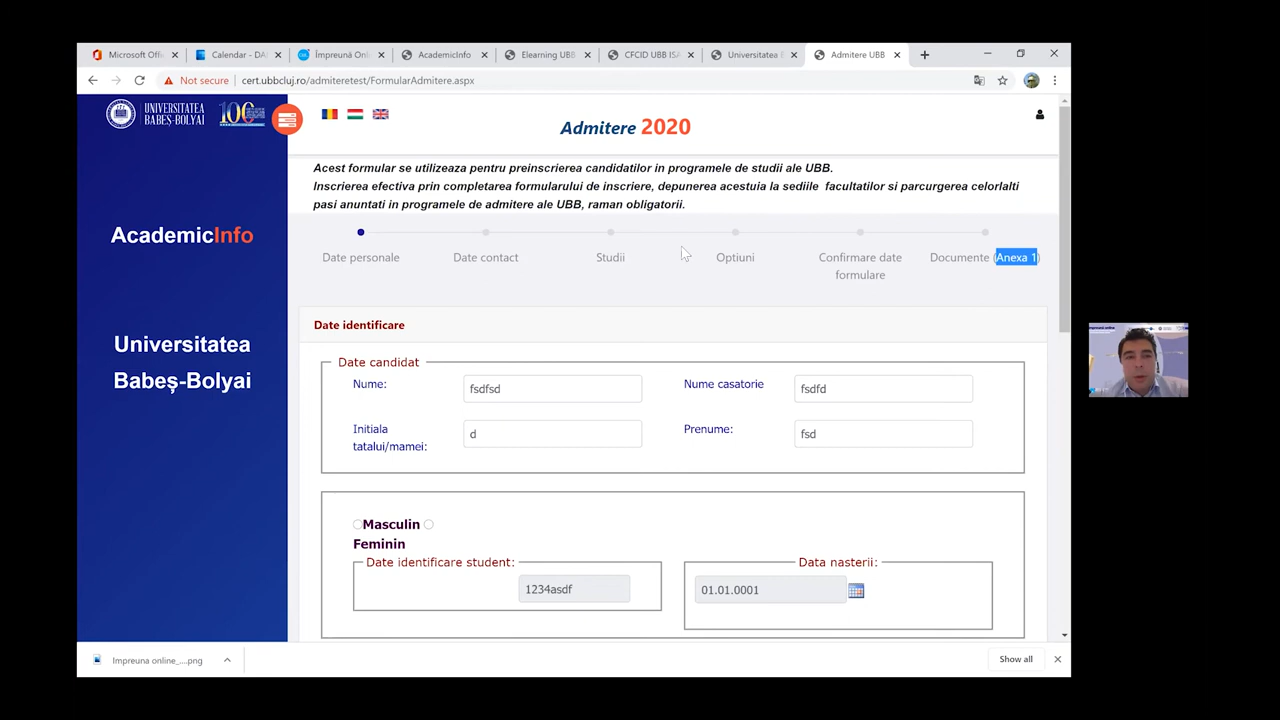 Microsoft Offi
Calendar - DA
Împreună Onl
AcademicInfo
Elearning UBB
CFCID UBB ISA
Universitatea B
Admitere UBB
Not secure
cert.ubbcluj.ro/admiteretest/FormularAdmitere.aspx
UNIVERSITATEA
BABEȘ-BOLYAI
100
Admitere 2020
Acest formular se utilizeaza pentru preinscrierea candidatilor in programele de studii ale UBB.
Inscrierea efectiva prin completarea formularului de inscriere, depunerea acestuia la sediile facultatilor si parcurgerea celorlalti
pasi anuntati in programele de admitere ale UBB, raman obligatorii.
AcademicInfo
Universitatea
Babeș-Bolyai
Date personale
Date contact
Studii
Optiuni
Confirmare date
formulare
Documente (Anexa 1)
Date identificare
Date candidat
Nume:
fsdfsd
Nume casatorie
fsdfd
Initiala
tatalui/mamei:
d
Prenume:
fsd
Masculin
Feminin
Date identificare student:
1234asdf
Data nasterii:
01.01.0001
Impreuna online_....png
Show all